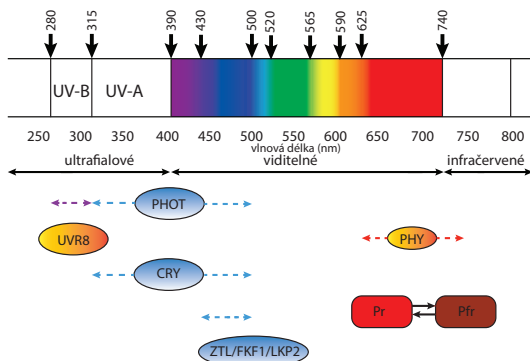 280 315 390 430 500 520 565 590 625 740
UV-B UV-A
250 300 350 400 450 500 550 600 650 700 750 800
vlnová délka (nm)
ultrafialové viditelné infračervené
PHOT
UVR8 PHY
CRY
Pr Pfr
ZTL/FKF1/LKP2